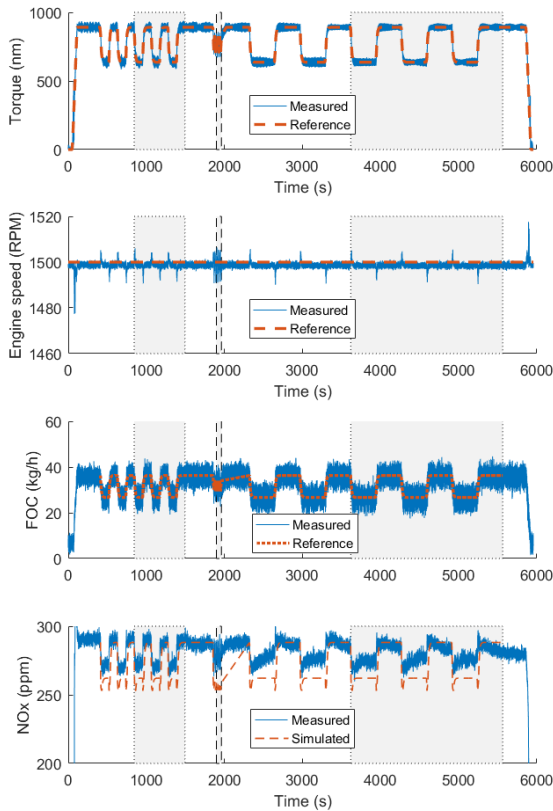 1000
500
0
Torque (nm)
Measured
Reference
0 1000 2000 3000 4000 5000 6000
Time (s)
1520
1500
1480
1460
Engine speed (RPM)
Measured
Reference
0 1000 2000 3000 4000 5000 6000
Time (s)
60
40
20
0
FOC (kg/h)
Measured
Reference
0 1000 2000 3000 4000 5000 6000
Time (s)
300
250
200
NOx (ppm)
Measured
Simulated
0 1000 2000 3000 4000 5000 6000
Time (s)